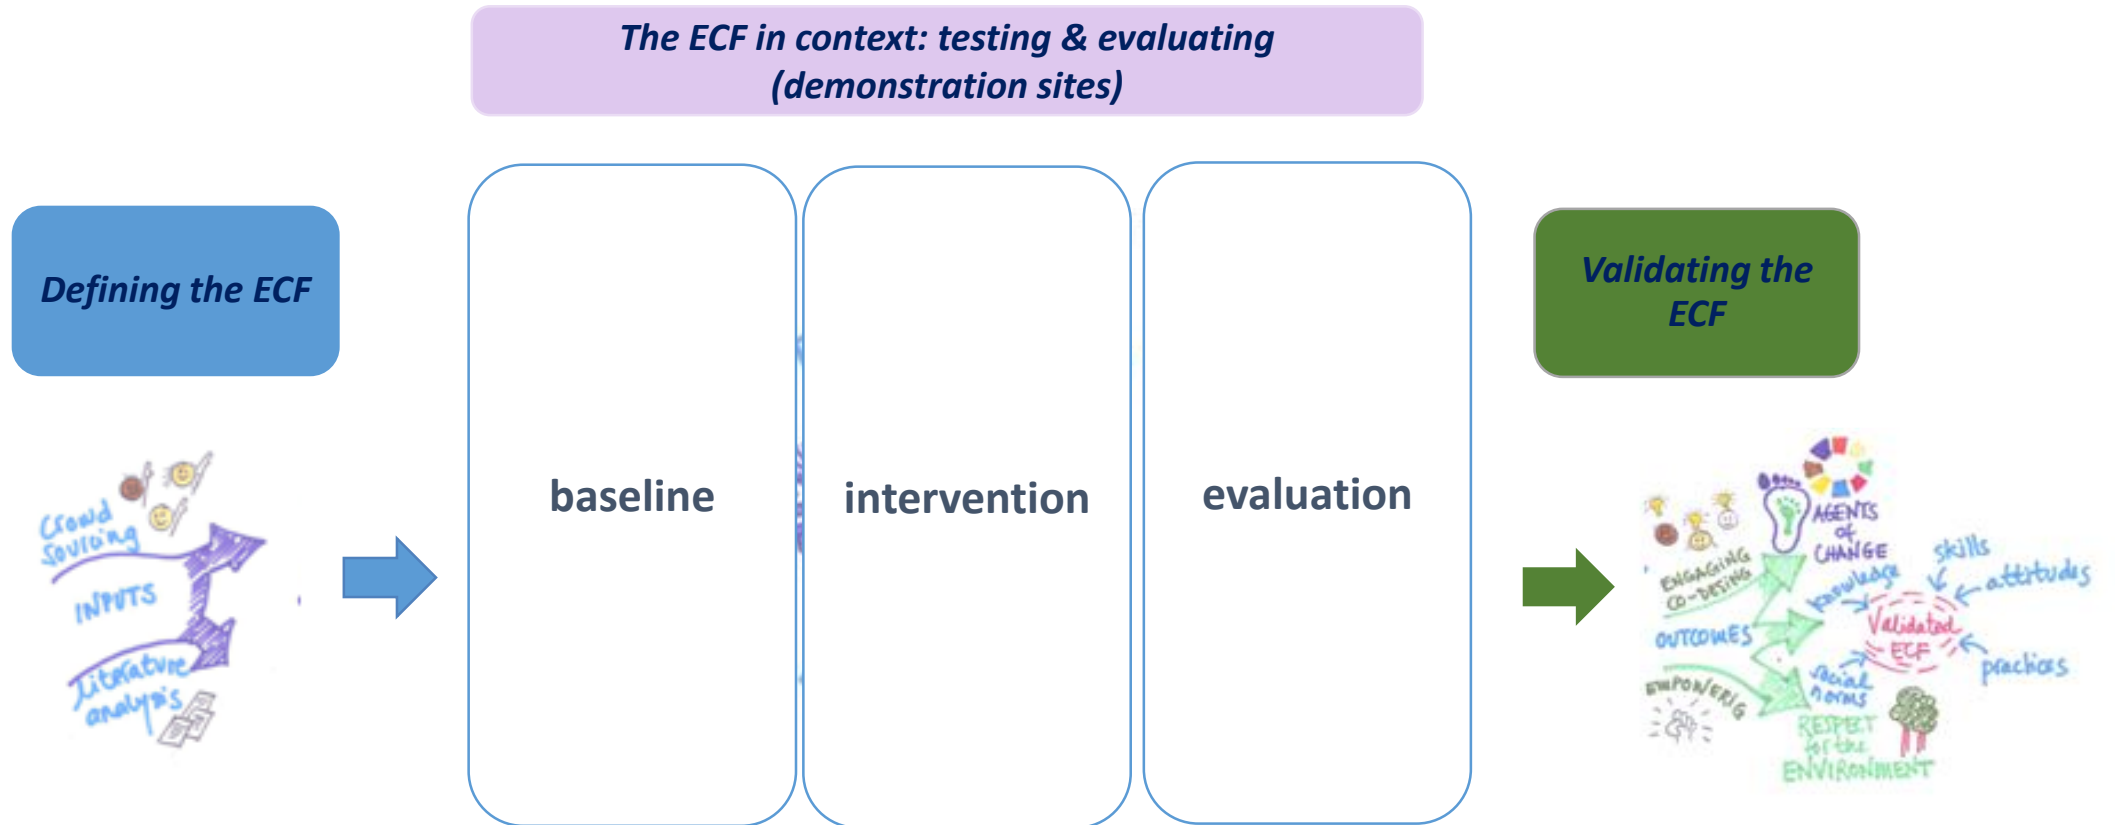 The ECF in context: testing & evaluating
(demonstration sites)
Defining the ECF
Crowd
sourcing
INPUTS
literature
analysis
baseline
intervention
evaluation
Validating the
ECF
AGENTS
of
CHANGE
ENGAGING
CO-DESING
OUTCOMES
EMPOWERIG
knowledge
skills
attitudes
Validated
ECF
practices
social
norms
RESPECT
for the
ENVIRONMENT